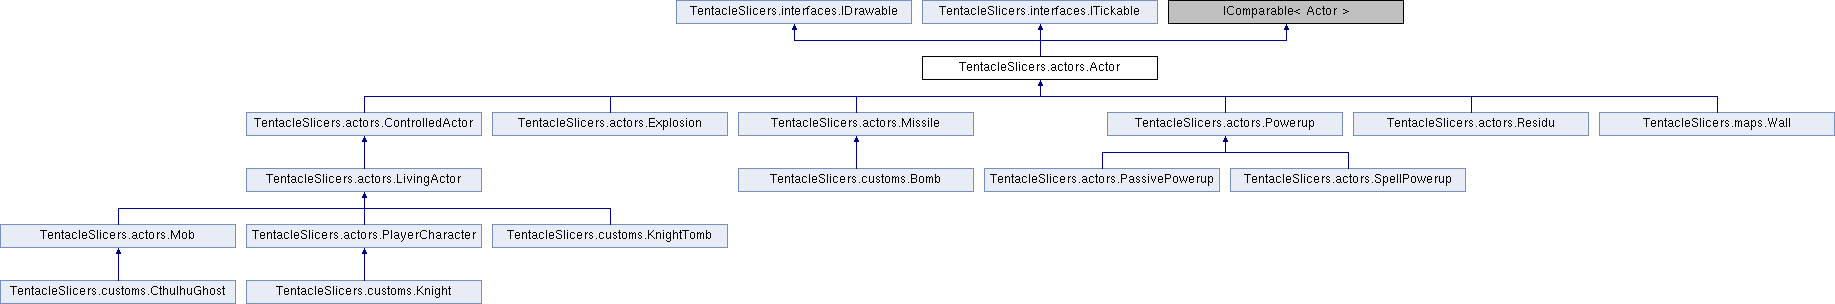 TentacleSlicers.interfaces.IDrawable
TentacleSlicers.interfaces.ITickable
IComparable< Actor >
TentacleSlicers.actors.Actor
TentacleSlicers.actors.ControlledActor
TentacleSlicers.actors.Explosion
TentacleSlicers.actors.Missile
TentacleSlicers.actors.Powerup
TentacleSlicers.actors.Residu
TentacleSlicers.maps.Wall
TentacleSlicers.actors.LivingActor
TentacleSlicers.customs.Bomb
TentacleSlicers.actors.PassivePowerup
TentacleSlicers.actors.SpellPowerup
TentacleSlicers.actors.Mob
TentacleSlicers.actors.PlayerCharacter
TentacleSlicers.customs.KnightTomb
TentacleSlicers.customs.CthulhuGhost
TentacleSlicers.customs.Knight